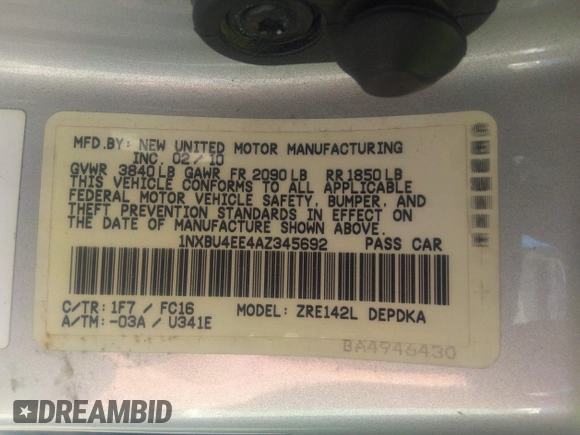 MFD.BY: NEW UNITED MOTOR MANUFACTURING
INC. 02/10
GVWR 3840LB GAWR FR 2090LB RR1850LB
THIS VEHICLE CONFORMS TO ALL APPLICABLE
FEDERAL MOTOR VEHICLE SAFETY, BUMPER, AND
THEFT PREVENTION STANDARDS IN EFFECT ON
THE DATE OF MANUFACTURE SHOWN ABOVE.
1NXBU4EE4AZ345692 PASS CAR
C/TR: 1F7 / FC16 MODEL: ZRE142L DEPDKA
A/TM: -03A / U341E
BA4946430
DREAMBID